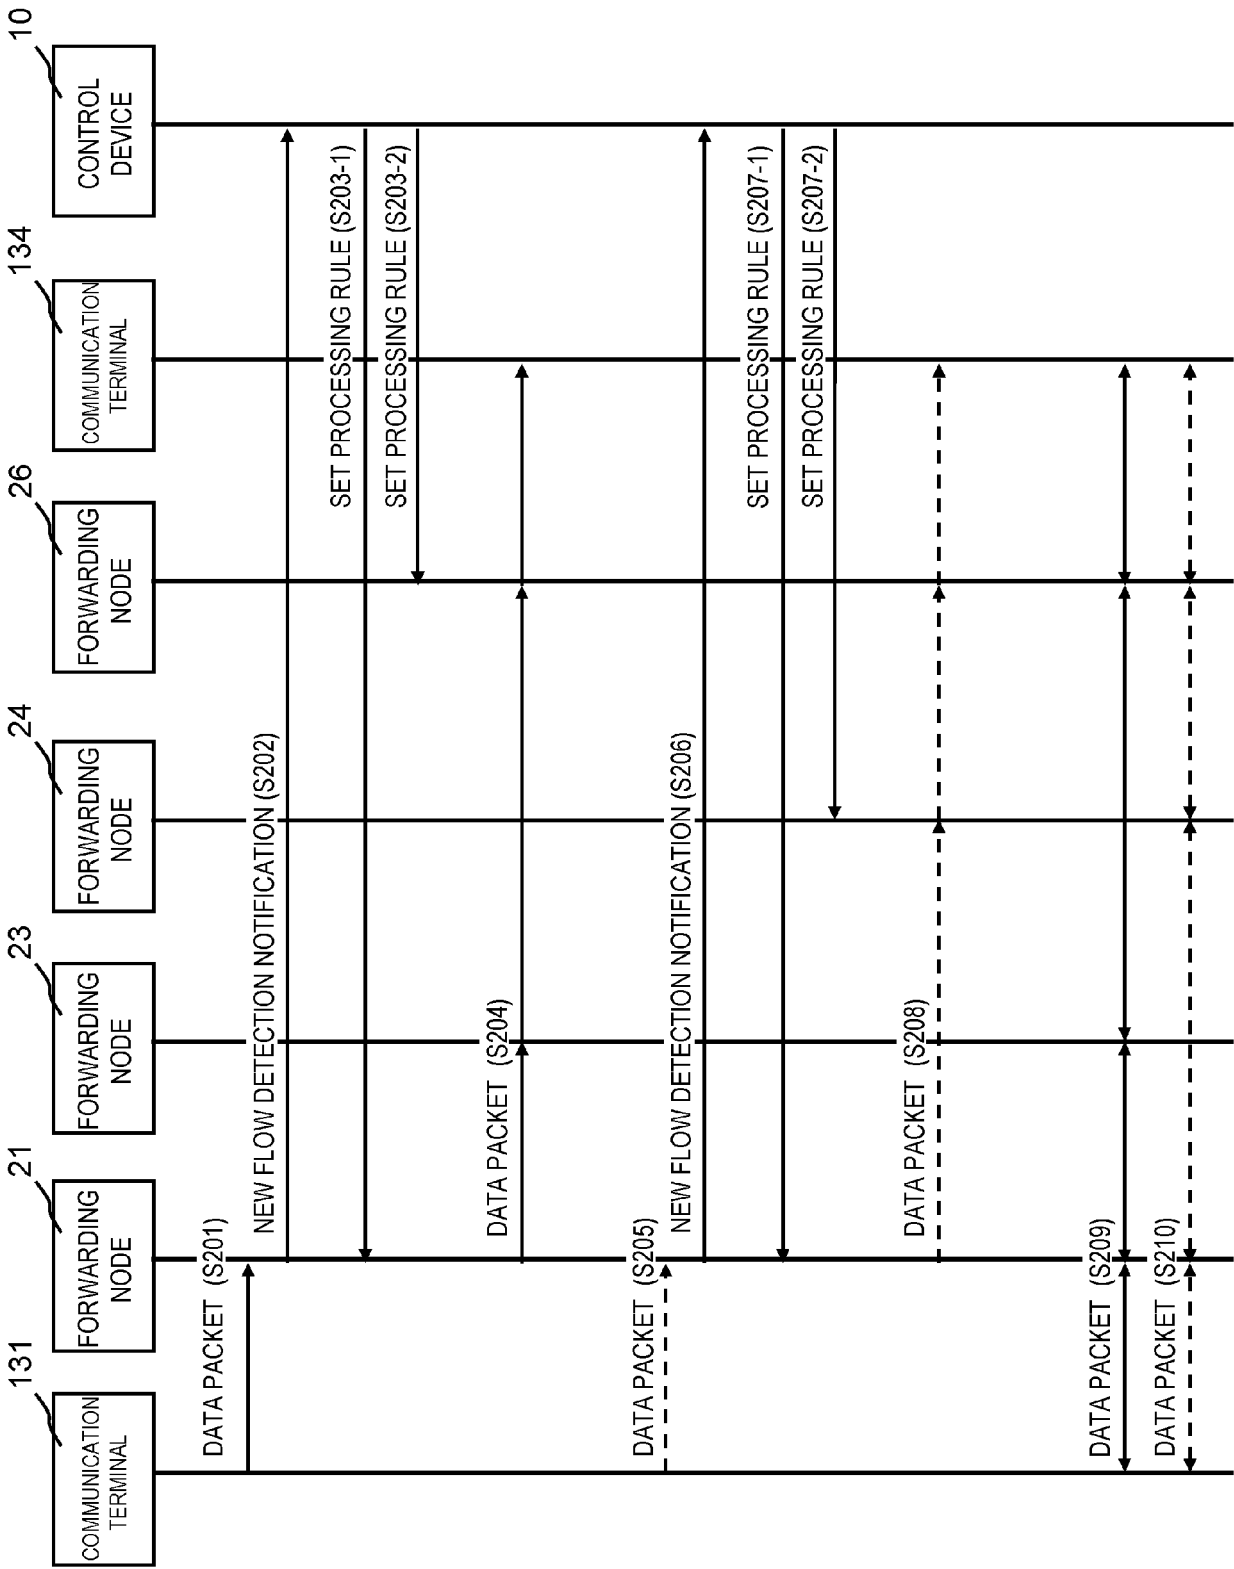 131
COMMUNICATION
TERMINAL
21
FORWARDING
NODE
23
FORWARDING
NODE
24
FORWARDING
NODE
26
FORWARDING
NODE
134
COMMUNICATION
TERMINAL
10
CONTROL
DEVICE
DATA PACKET (S201)
NEW FLOW DETECTION NOTIFICATION (S202)
SET PROCESSING RULE (S203-1)
SET PROCESSING RULE (S203-2)
DATA PACKET (S204)
DATA PACKET (S205)
NEW FLOW DETECTION NOTIFICATION (S206)
SET PROCESSING RULE (S207-1)
SET PROCESSING RULE (S207-2)
DATA PACKET (S208)
DATA PACKET (S209)
DATA PACKET (S210)